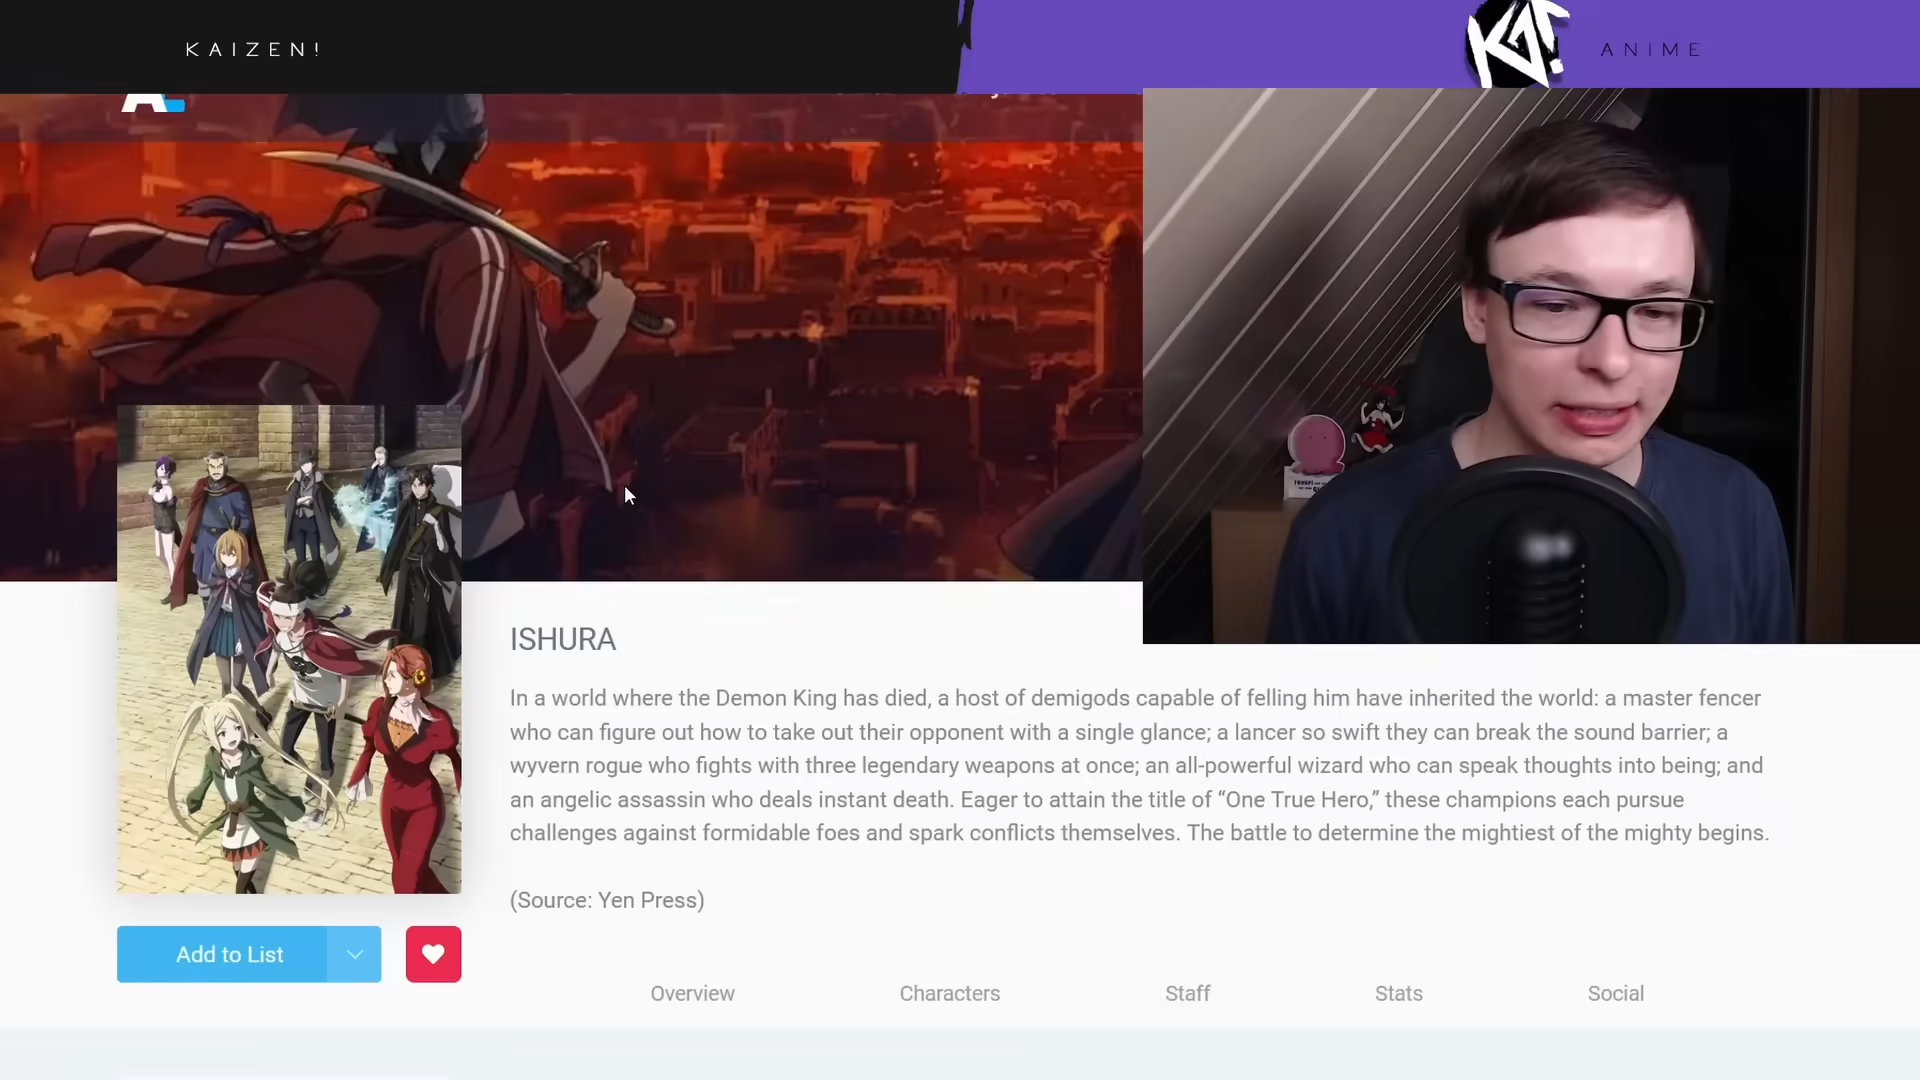 KAIZEN!
KA!
ANIME
ISHURA
In a world where the Demon King has died, a host of demigods capable of felling him have inherited the world: a master fencer
who can figure out how to take out their opponent with a single glance; a lancer so swift they can break the sound barrier; a
wyvern rogue who fights with three legendary weapons at once; an all-powerful wizard who can speak thoughts into being; and
an angelic assassin who deals instant death. Eager to attain the title of “One True Hero,” these champions each pursue
challenges against formidable foes and spark conflicts themselves. The battle to determine the mightiest of the mighty begins.
(Source: Yen Press)
Add to List
Overview
Characters
Staff
Stats
Social